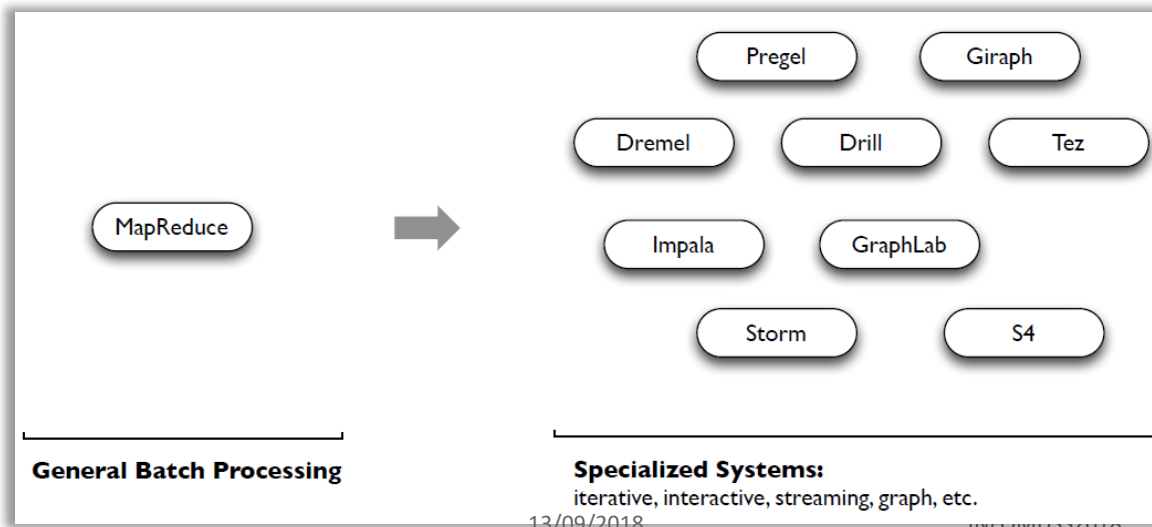 Pregel Giraph
Dremel Drill Tez
MapReduce
Impala GraphLab
Storm S4
General Batch Processing
Specialized Systems:
iterative, interactive, streaming, graph, etc.
13/09/2018